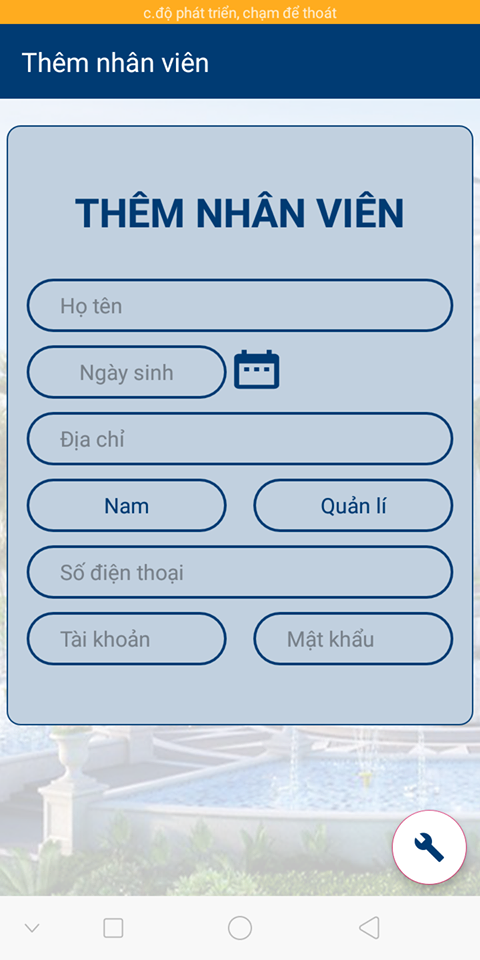 c.độ phát triển, chạm để thoát
Thêm nhân viên
THÊM NHÂN VIÊN
Họ tên
Ngày sinh
Địa chỉ
Nam
Quản lí
Số điện thoại
Tài khoản
Mật khẩu